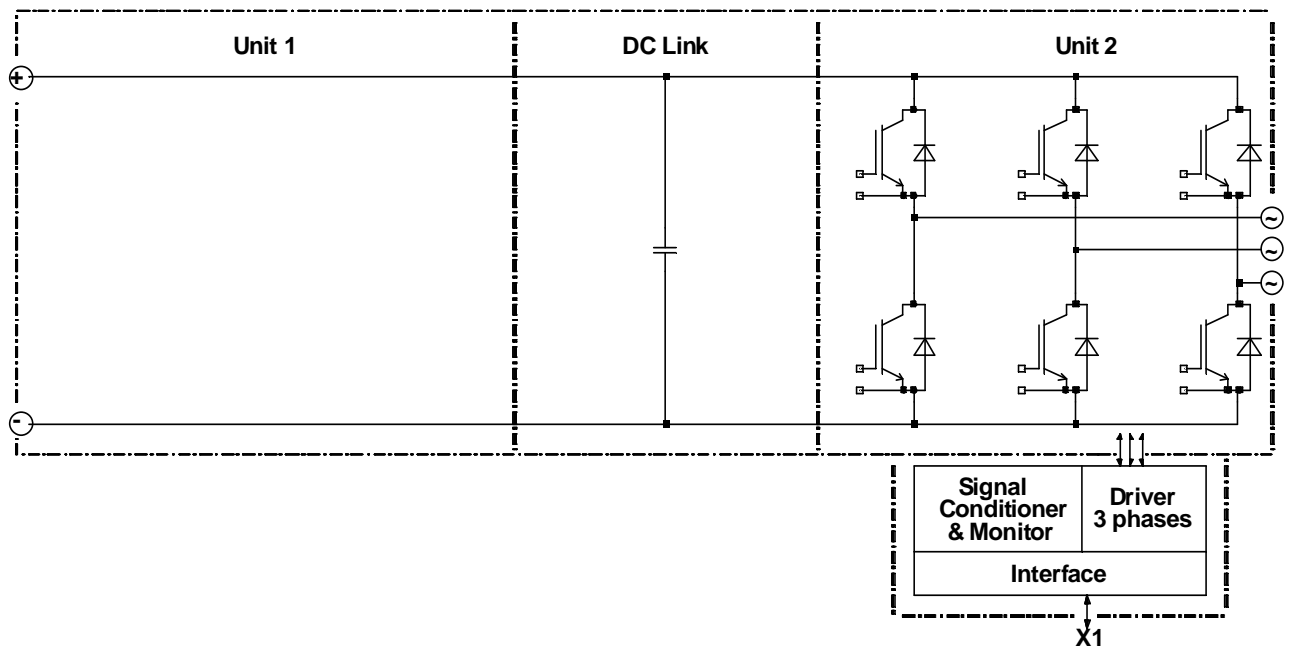 Unit 1
DC Link
Unit 2
+
~
~
~
-
Signal
Conditioner
& Monitor
Driver
3 phases
Interface
X1